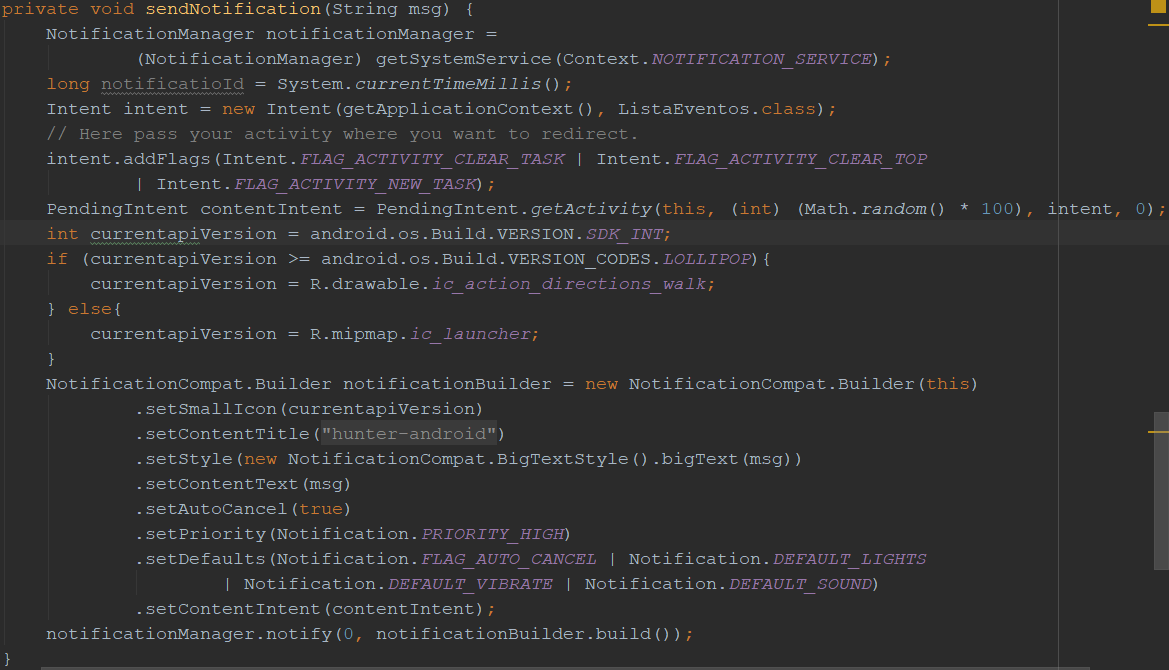 private void sendNotification(String msg) {
    NotificationManager notificationManager =
            (NotificationManager) getSystemService(Context.NOTIFICATION_SERVICE);
    long notificatioId = System.currentTimeMillis();
    Intent intent = new Intent(getApplicationContext(), ListaEventos.class);
    // Here pass your activity where you want to redirect.
    intent.addFlags(Intent.FLAG_ACTIVITY_CLEAR_TASK | Intent.FLAG_ACTIVITY_CLEAR_TOP
            | Intent.FLAG_ACTIVITY_NEW_TASK);
    PendingIntent contentIntent = PendingIntent.getActivity(this, (int) (Math.random() * 100), intent, 0);
    int currentapiVersion = android.os.Build.VERSION.SDK_INT;
    if (currentapiVersion >= android.os.Build.VERSION_CODES.LOLLIPOP){
        currentapiVersion = R.drawable.ic_action_directions_walk;
    } else{
        currentapiVersion = R.mipmap.ic_launcher;
    }
    NotificationCompat.Builder notificationBuilder = new NotificationCompat.Builder(this)
            .setSmallIcon(currentapiVersion)
            .setContentTitle("hunter-android")
            .setStyle(new NotificationCompat.BigTextStyle().bigText(msg))
            .setContentText(msg)
            .setAutoCancel(true)
            .setPriority(Notification.PRIORITY_HIGH)
            .setDefaults(Notification.FLAG_AUTO_CANCEL | Notification.DEFAULT_LIGHTS
                    | Notification.DEFAULT_VIBRATE | Notification.DEFAULT_SOUND)
            .setContentIntent(contentIntent);
    notificationManager.notify(0, notificationBuilder.build());
}